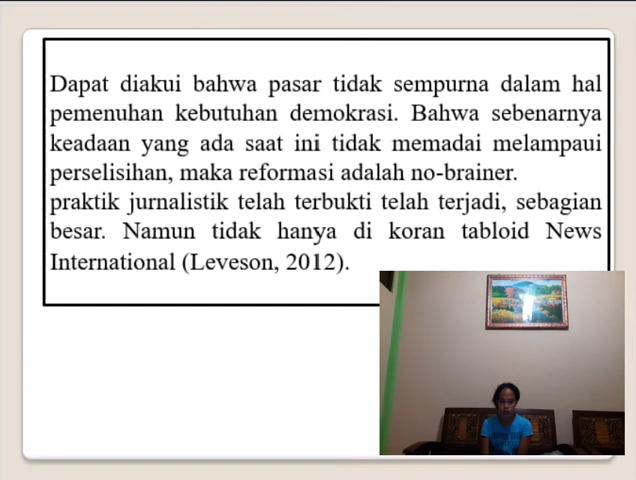 Dapat diakui bahwa pasar tidak sempurna dalam hal
pemenuhan kebutuhan demokrasi. Bahwa sebenarnya
keadaan yang ada saat ini tidak memadai melampaui
perselisihan, maka reformasi adalah no-brainer.
praktik jurnalistik telah terbukti telah terjadi, sebagian
besar. Namun tidak hanya di koran tabloid News
International (Leveson, 2012).